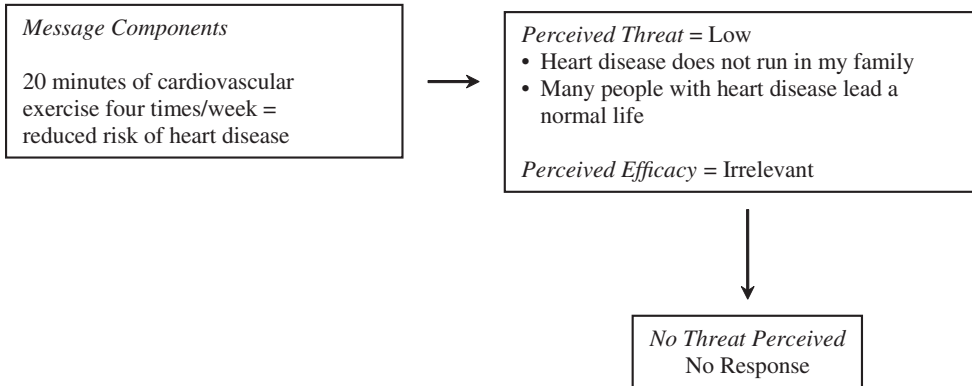 Message Components
20 minutes of cardiovascular
exercise four times/week =
reduced risk of heart disease
Perceived Threat = Low
• Heart disease does not run in my family
• Many people with heart disease lead a
normal life
Perceived Efficacy = Irrelevant
No Threat Perceived
No Response